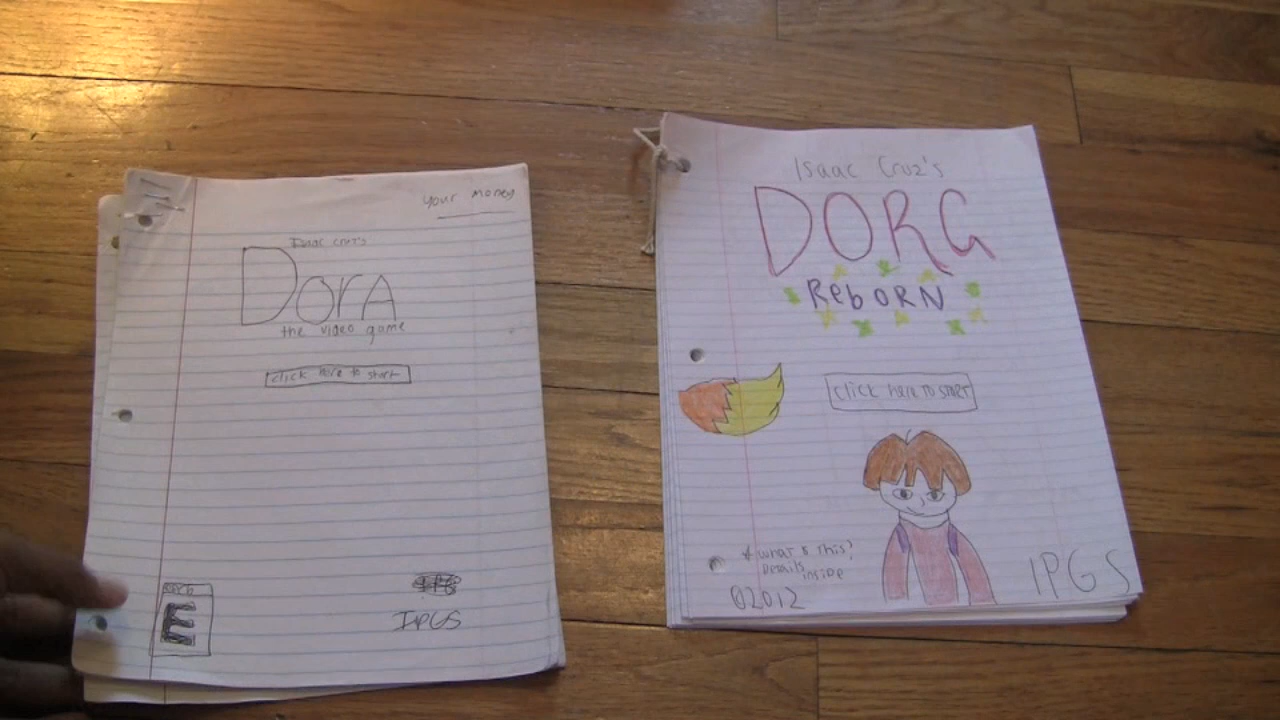 your money
Isaac Cruz's
DorA
the video game
click here to start
E
IPGS
Isaac Cruz's
DORA
ReBORN
click here TO START
* what is this?
Details
inside
©2012
IPGS